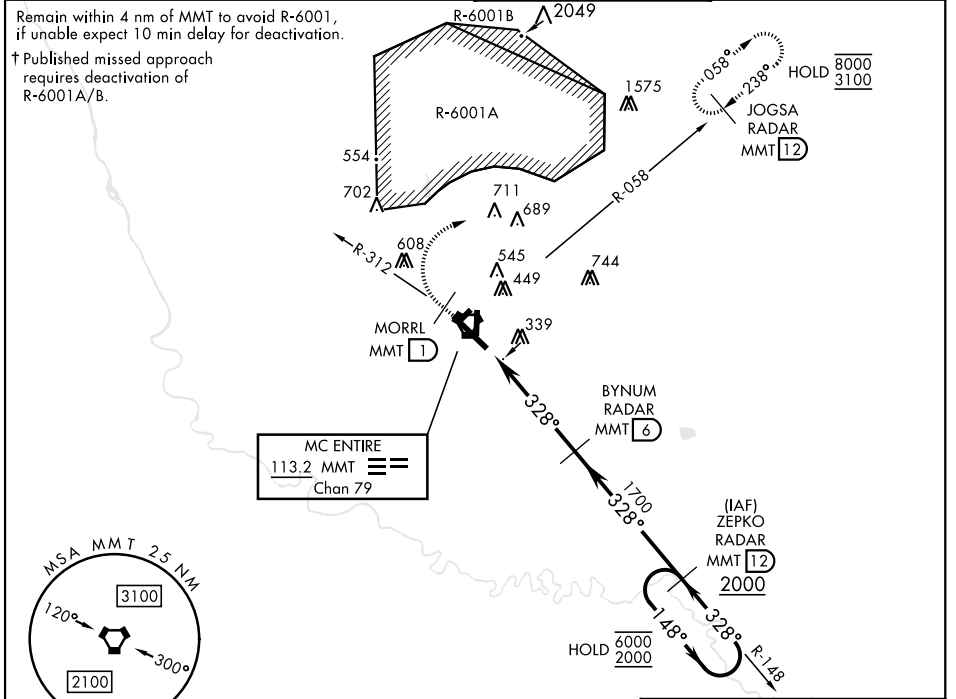 Remain within 4 nm of MMT to avoid R-6001,
if unable expect 10 min delay for deactivation.
† Published missed approach
requires deactivation of
R-6001A/B.
R-6001B
2049
R-6001A
1575
058°
238°
HOLD 8000
3100
JOGSA
RADAR
MMT 12
554
702
711
689
R-058
R-312
608
545
449
744
MORRL
MMT 1
339
328°
BYNUM
RADAR
MMT 6
MC ENTIRE
113.2 MMT
Chan 79
1700
328°
(IAF)
ZEPKO
RADAR
MMT 12
2000
MSA MMT 25 NM
3100
120°
300°
2100
148°
328°
HOLD 6000
2000
R-148